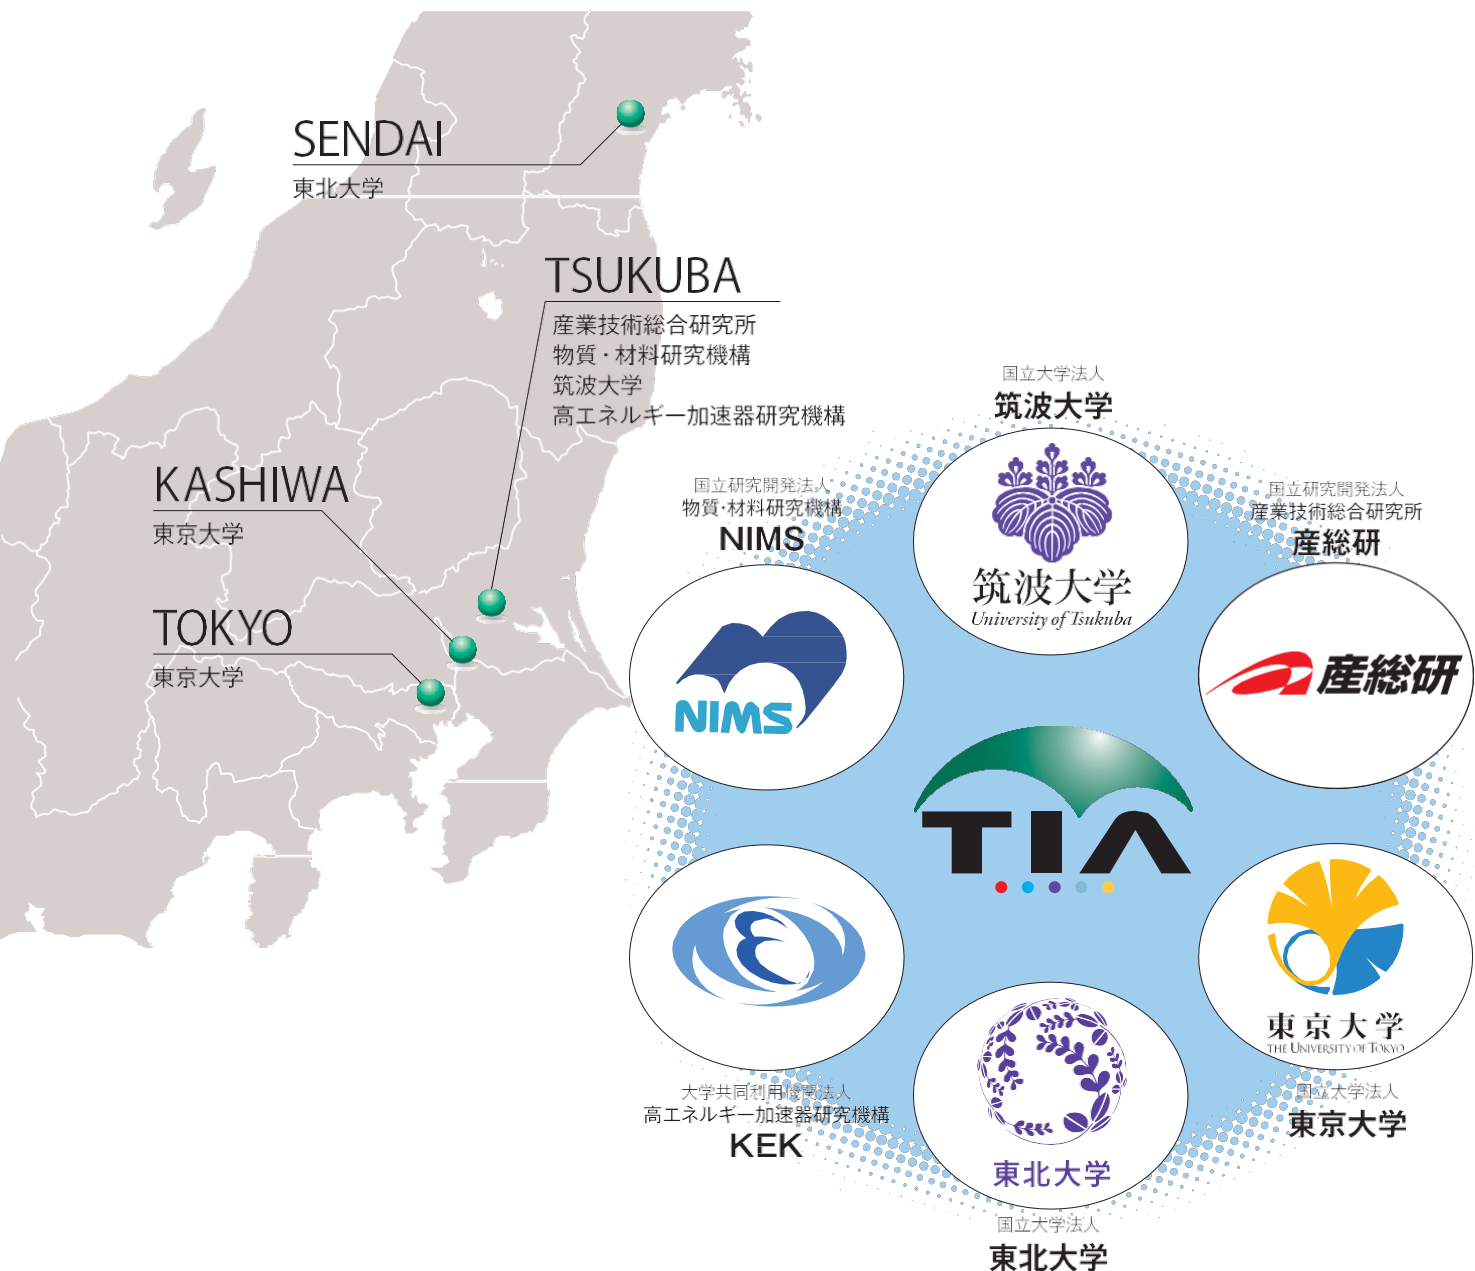 SENDAI
東北大学
TSUKUBA
産業技術総合研究所
物質・材料研究機構
筑波大学
高エネルギー加速器研究機構
KASHIWA
東京大学
TOKYO
東京大学
国立大学法人
筑波大学
筑波大学
University of Tsukuba
国立研究開発法人
物質・材料研究機構
NIMS
NIMS
国立研究開発法人
産業技術総合研究所
産総研
産総研
TIA
大学共同利用機関法人
高エネルギー加速器研究機構
KEK
東京大学
THE UNIVERSITY OF TOKYO
国立大学法人
東京大学
東北大学
国立大学法人
東北大学